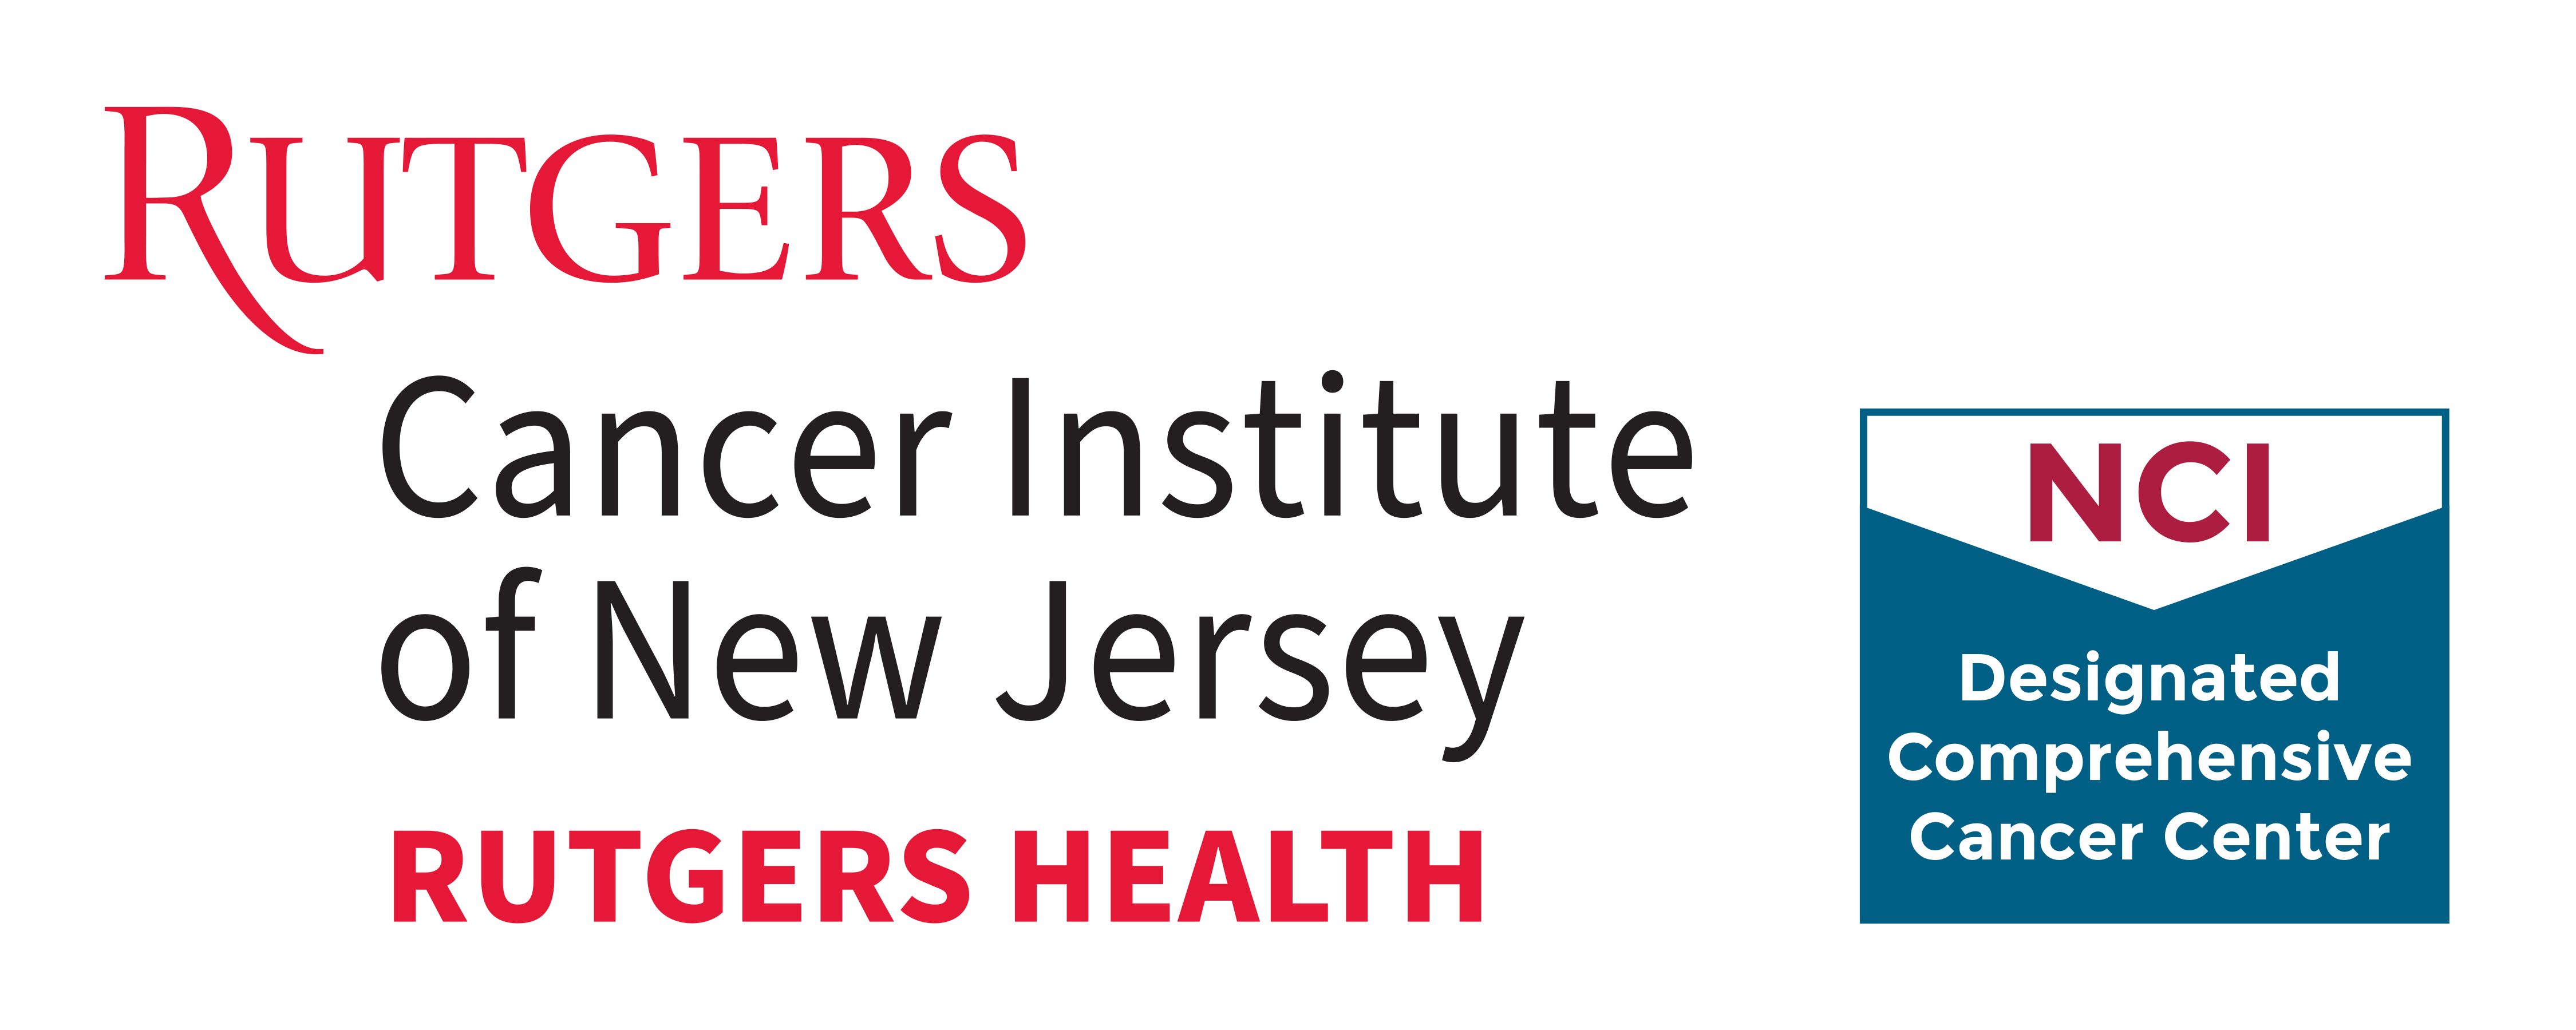 RUTGERS
Cancer Institute
of New Jersey
RUTGERS HEALTH
NCI
Designated
Comprehensive
Cancer Center